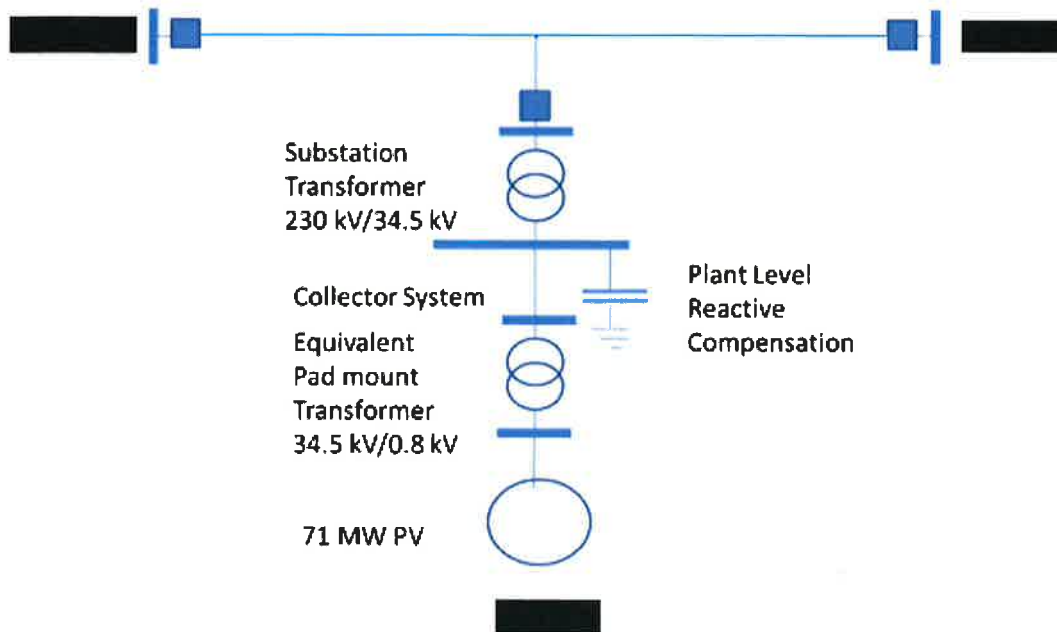 Substation
Transformer
230 kV/34.5 kV
Collector System
Plant Level
Reactive
Compensation
Equivalent
Pad mount
Transformer
34.5 kV/0.8 kV
71 MW PV